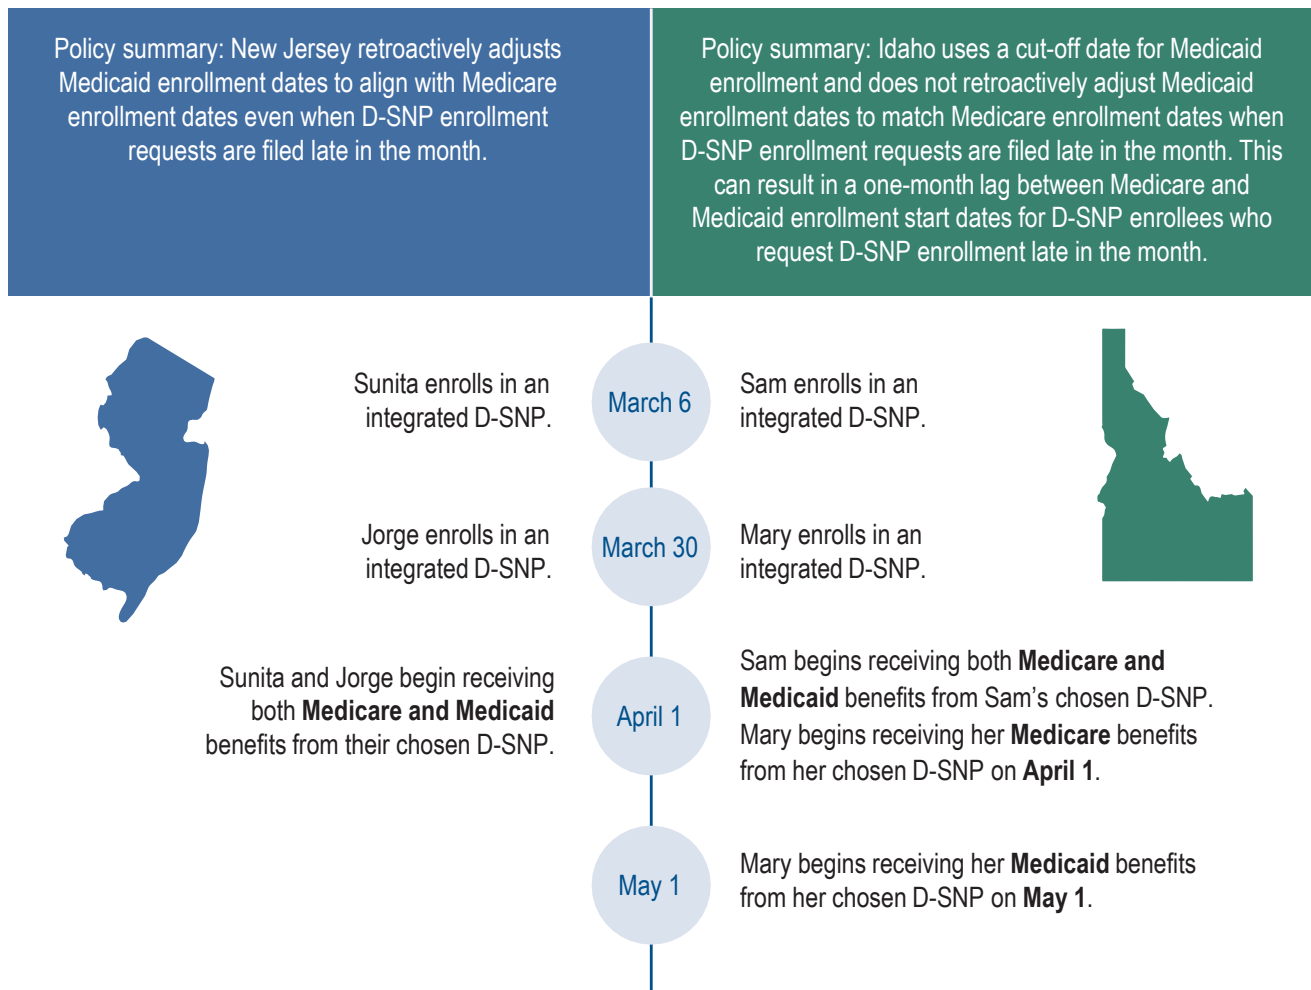 Policy summary: New Jersey retroactively adjusts
Medicaid enrollment dates to align with Medicare
enrollment dates even when D-SNP enrollment
requests are filed late in the month.
Policy summary: Idaho uses a cut-off date for Medicaid
enrollment and does not retroactively adjust Medicaid
enrollment dates to match Medicare enrollment dates when
D-SNP enrollment requests are filed late in the month. This
can result in a one-month lag between Medicare and
Medicaid enrollment start dates for D-SNP enrollees who
request D-SNP enrollment late in the month.
Sunita enrolls in an
integrated D-SNP.
March 6
Sam enrolls in an
integrated D-SNP.
Jorge enrolls in an
integrated D-SNP.
March 30
Mary enrolls in an
integrated D-SNP.
Sunita and Jorge begin receiving
both Medicare and Medicaid
benefits from their chosen D-SNP.
April 1
Sam begins receiving both Medicare and
Medicaid benefits from Sam’s chosen D-SNP.
Mary begins receiving her Medicare benefits
from her chosen D-SNP on April 1.
May 1
Mary begins receiving her Medicaid benefits
from her chosen D-SNP on May 1.